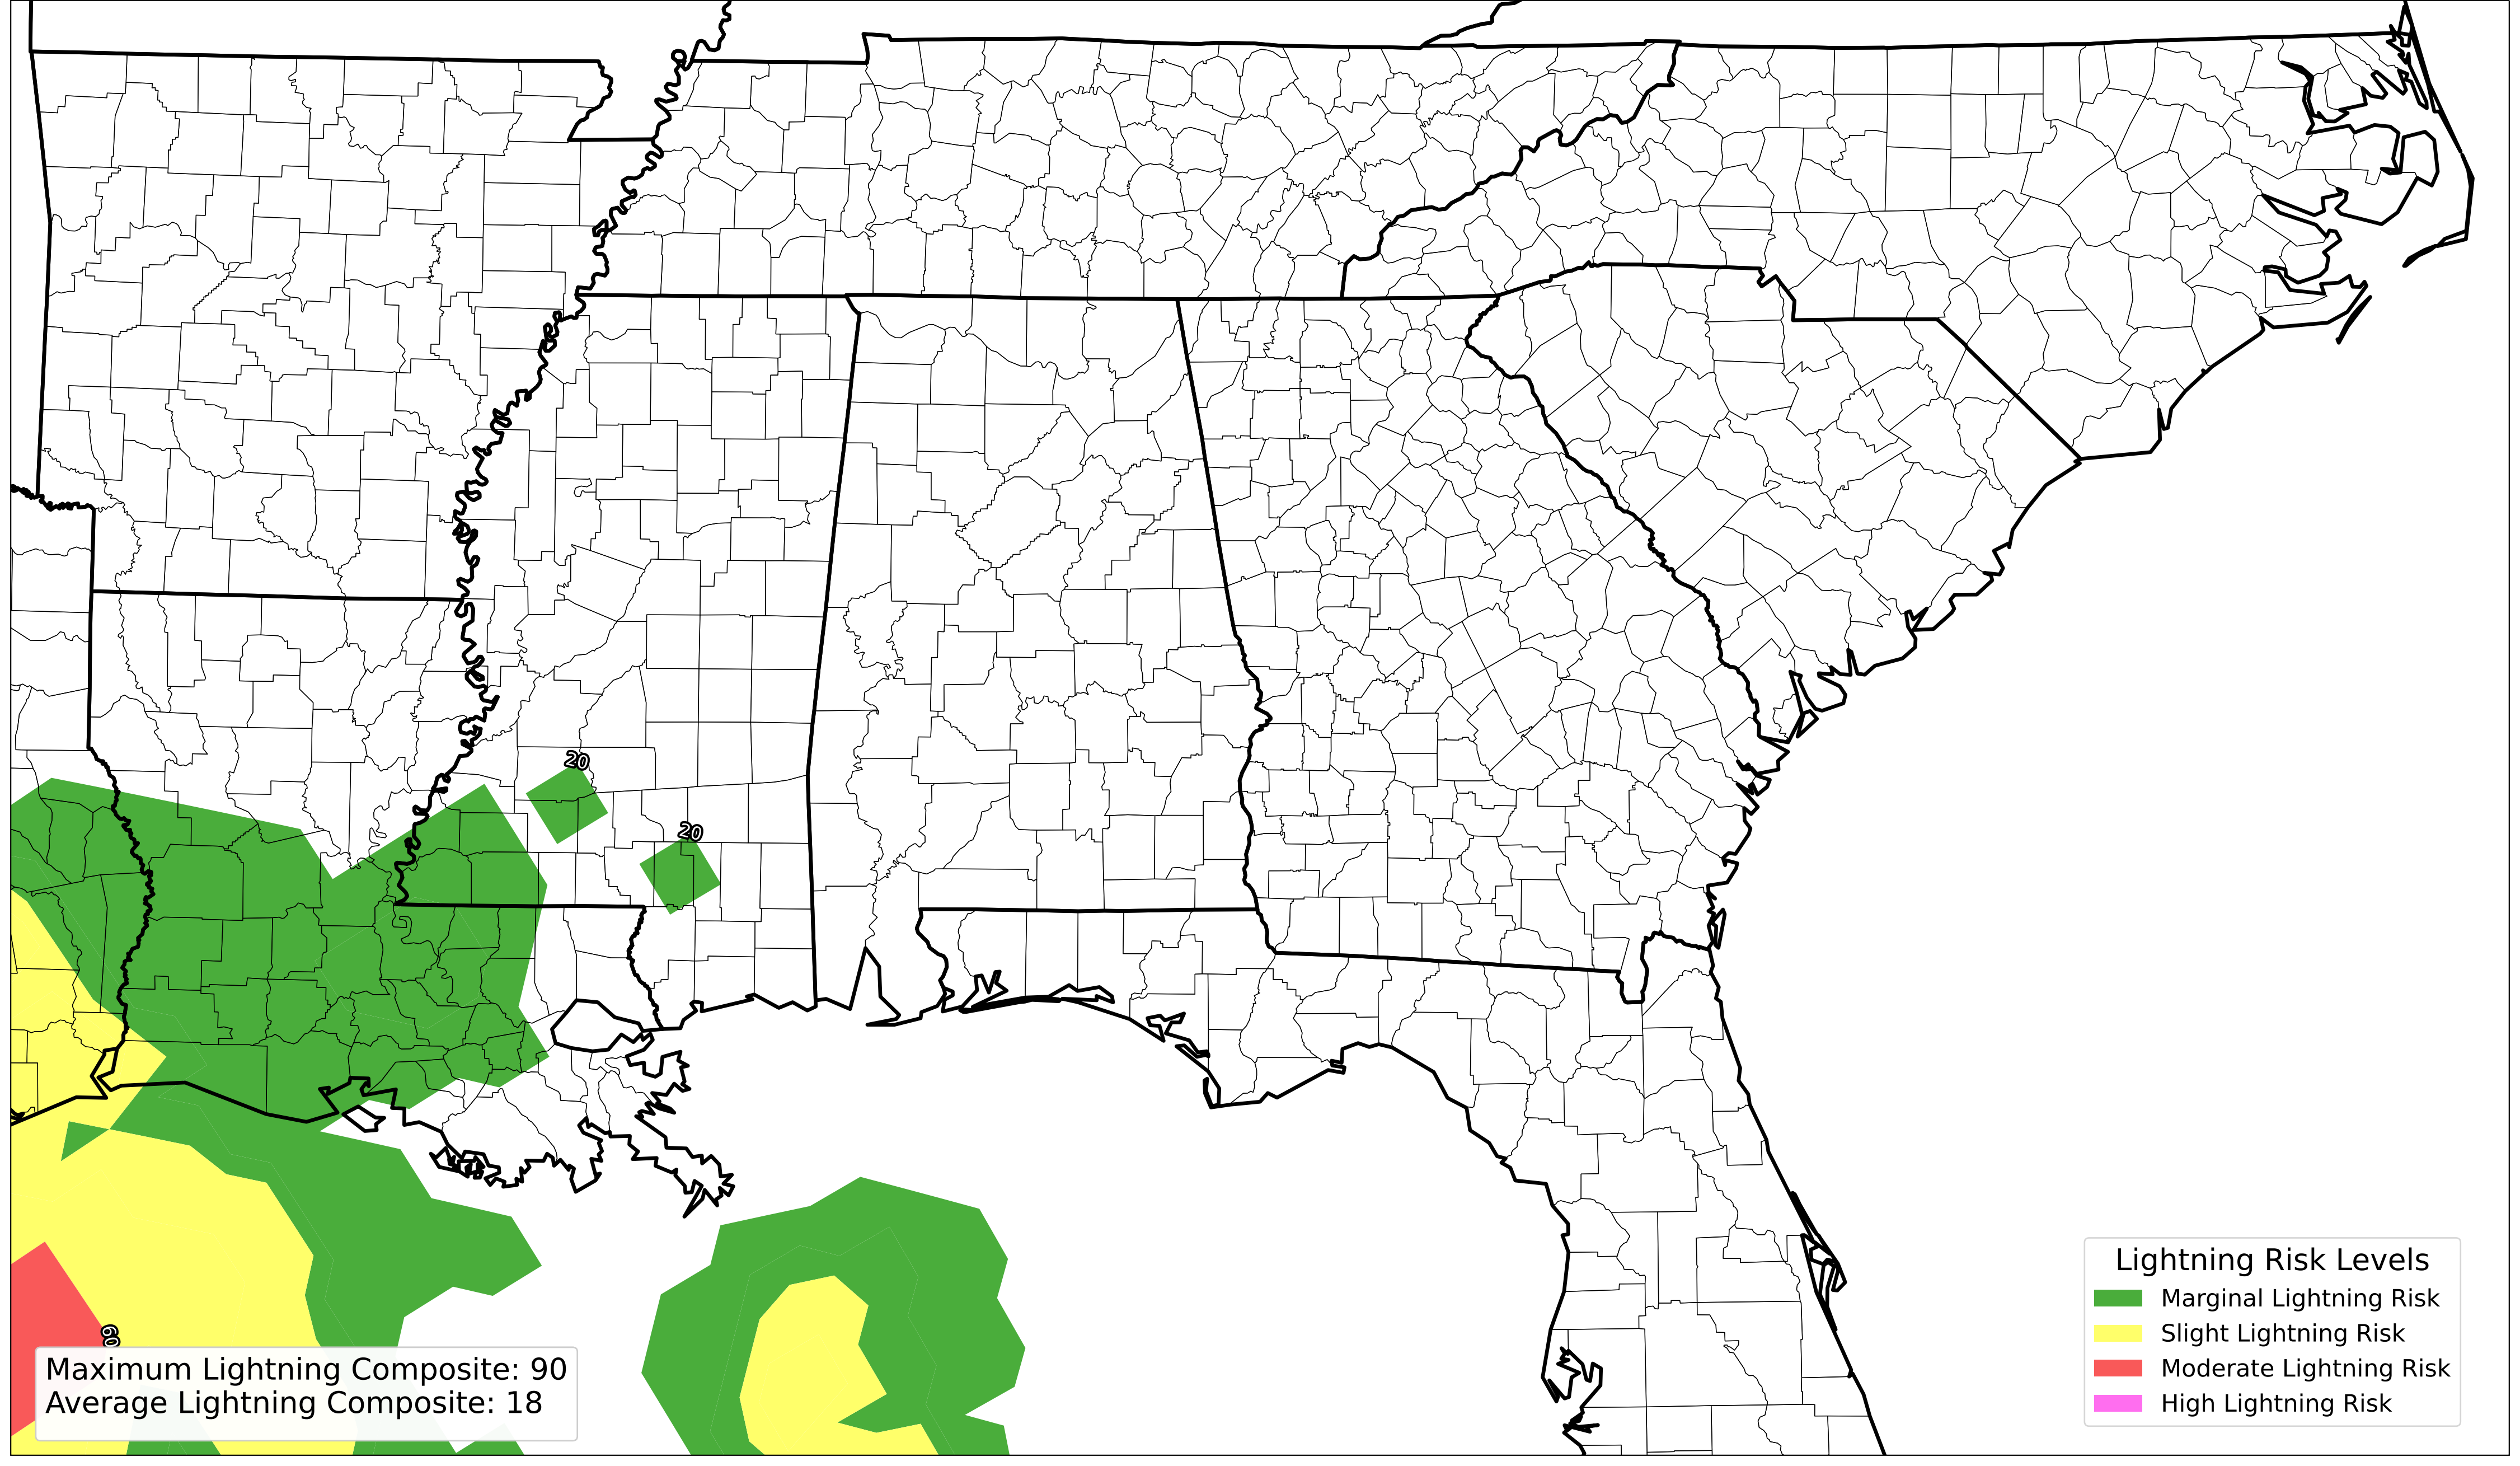 20
20
60
Maximum Lightning Composite: 90
Average Lightning Composite: 18
Lightning Risk Levels
Marginal Lightning Risk
Slight Lightning Risk
Moderate Lightning Risk
High Lightning Risk